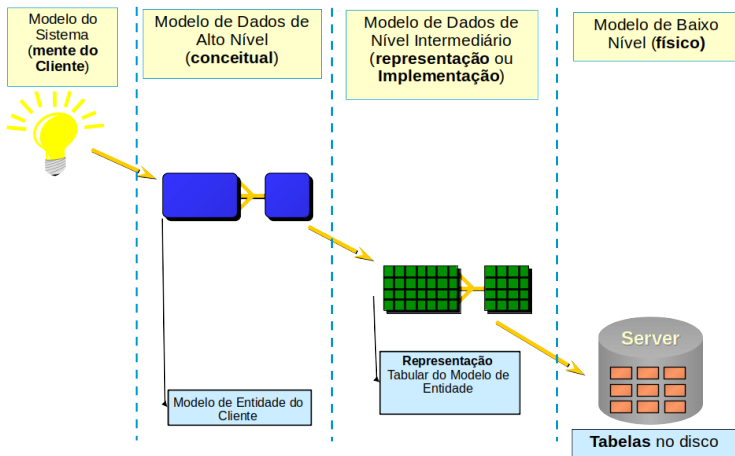 Modelo do
Sistema
(mente do
Cliente)
Modelo de Dados de
Alto Nível
(conceitual)
Modelo de Dados de
Nível Intermediário
(representação ou
Implementação)
Modelo de Baixo
Nível (físico)
Modelo de Entidade do
Cliente
Representação
Tabular do Modelo de
Entidade
Server
Tabelas no disco